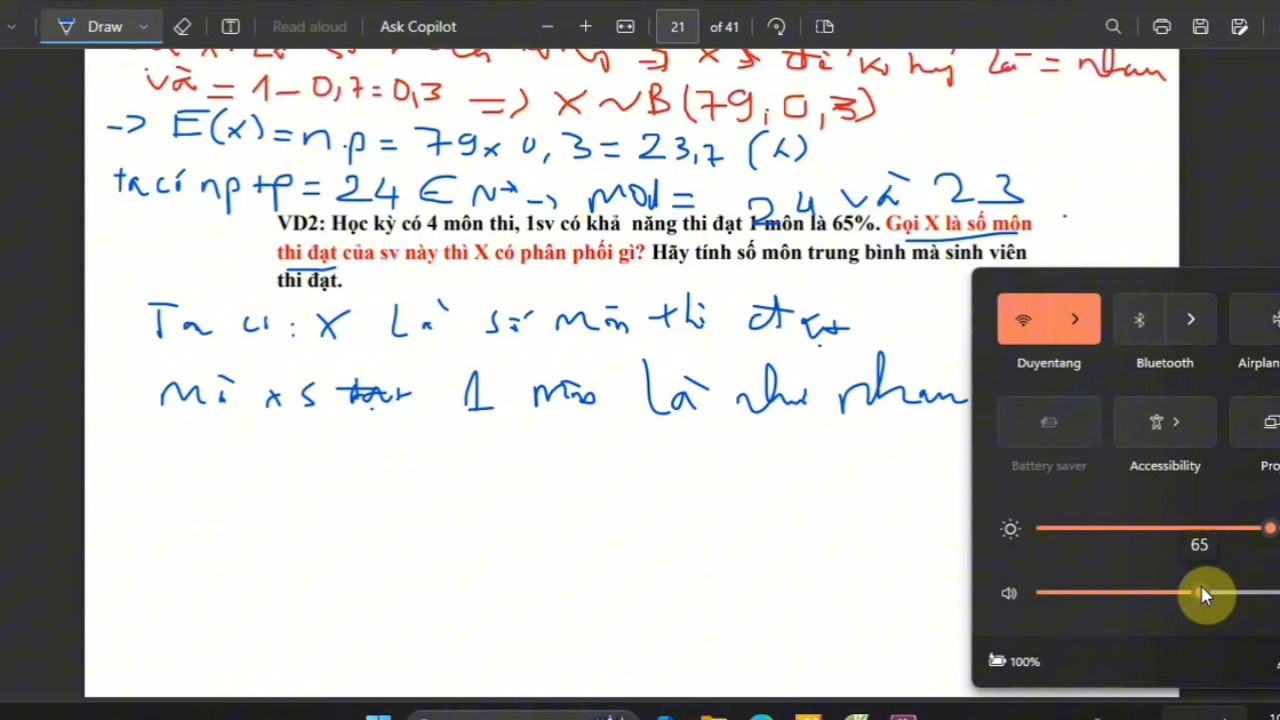 Draw Read aloud Ask Copilot 21 of 41
và = 1 - 0,7 = 0,3 => X ~ B(79; 0,3)
-> E(x) = n.p = 79 x 0,3 = 23,7 (L)
ta có np + p = 24 ∈ N* -> mod = 24 và 23
VD2: Học kỳ có 4 môn thi, 1sv có khả năng thi đạt 1 môn là 65%. Gọi X là số môn
thi đạt của sv này thì X có phân phối gì? Hãy tính số môn trung bình mà sinh viên
thi đạt.
Ta có: X là số môn thi đạt
Mà xs 1 môn là như nhau
Duyentang Bluetooth
Battery saver Accessibility
65
100%